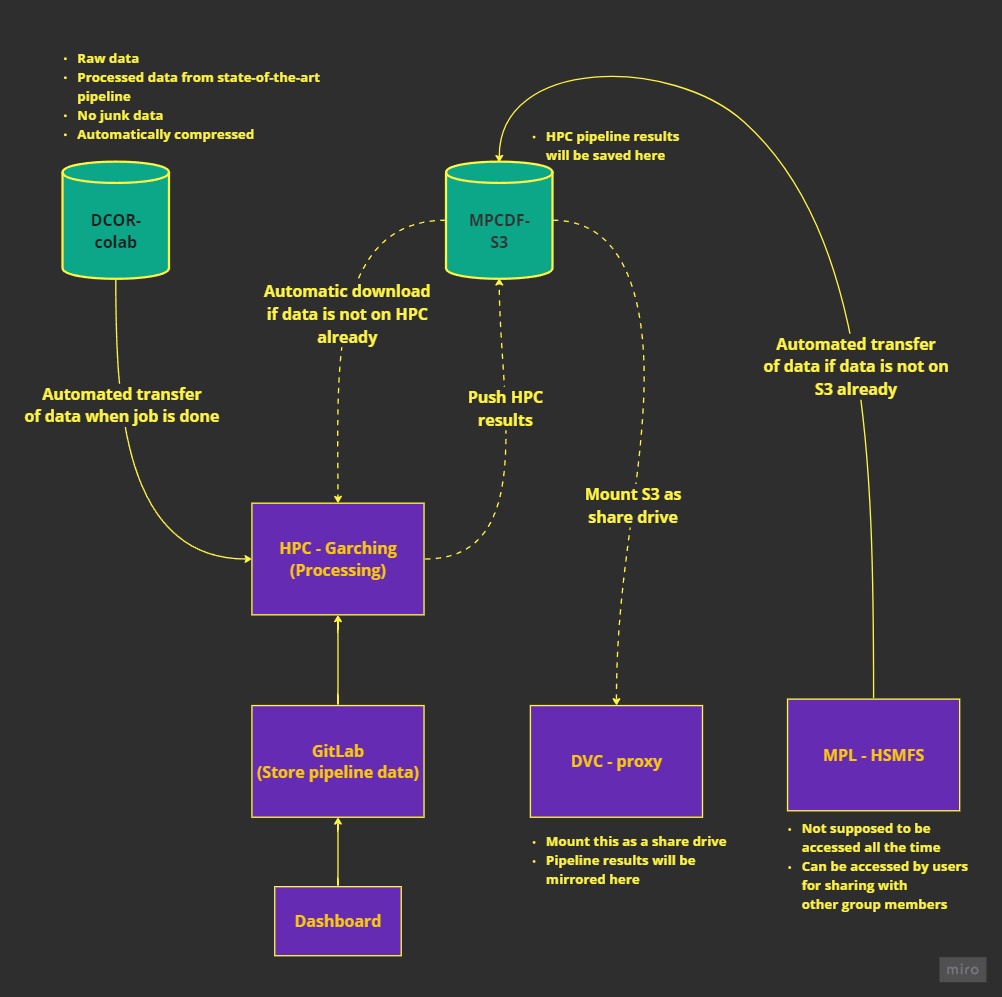 · Raw data
· Processed data from state-of-the-art
pipeline
· No junk data
· Automatically compressed
DCOR-
colab
· HPC pipeline results
will be saved here
MPCDF-
S3
Automatic download
if data is not on HPC
already
Automated transfer
of data if data is not on
S3 already
Automated transfer
of data when job is done
Push HPC
results
Mount S3 as
share drive
HPC - Garching
(Processing)
GitLab
(Store pipeline data)
DVC - proxy
MPL - HSMFS
· Mount this as a share drive
· Pipeline results will be
mirrored here
· Not supposed to be
accessed all the time
· Can be accessed by users
for sharing with
other group members
Dashboard
miro